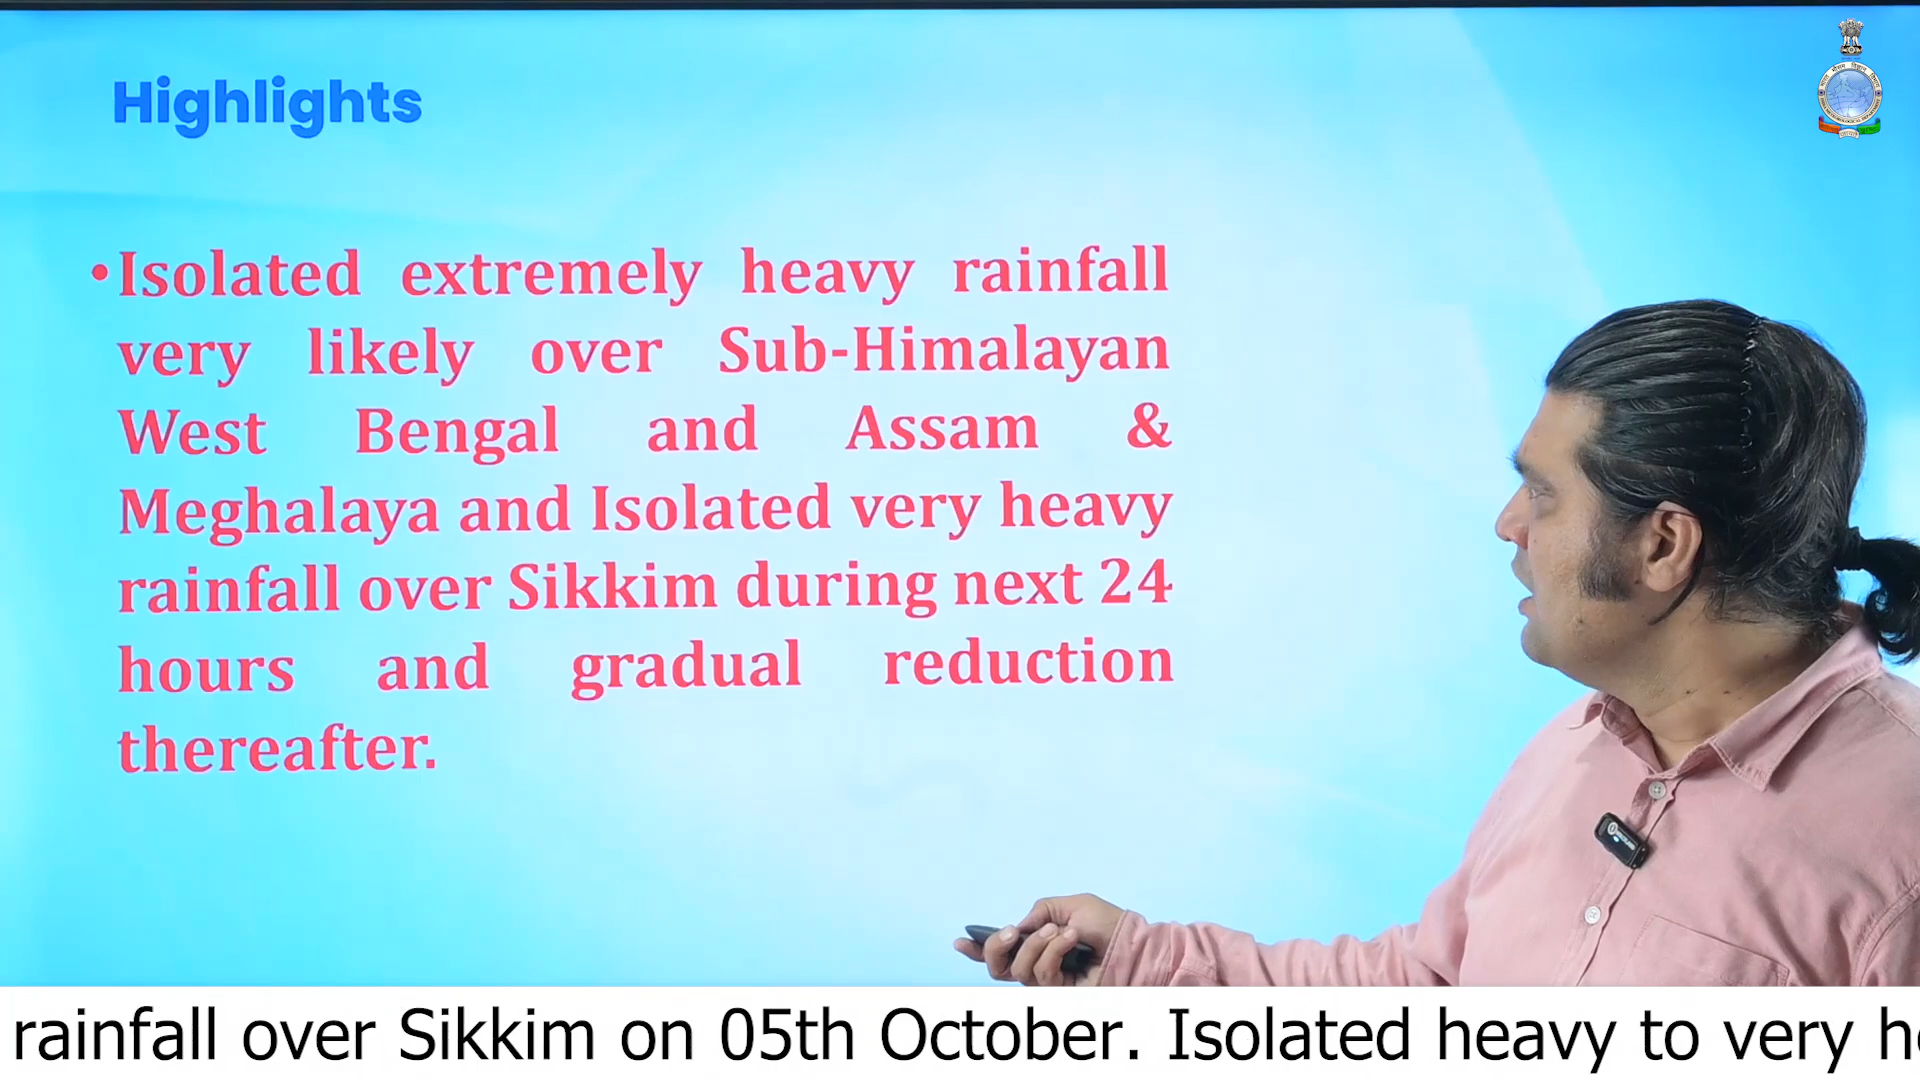 Highlights
•Isolated extremely heavy rainfall
very likely over Sub-Himalayan
West Bengal and Assam &
Meghalaya and Isolated very heavy
rainfall over Sikkim during next 24
hours and gradual reduction
thereafter.
rainfall over Sikkim on 05th October. Isolated heavy to very